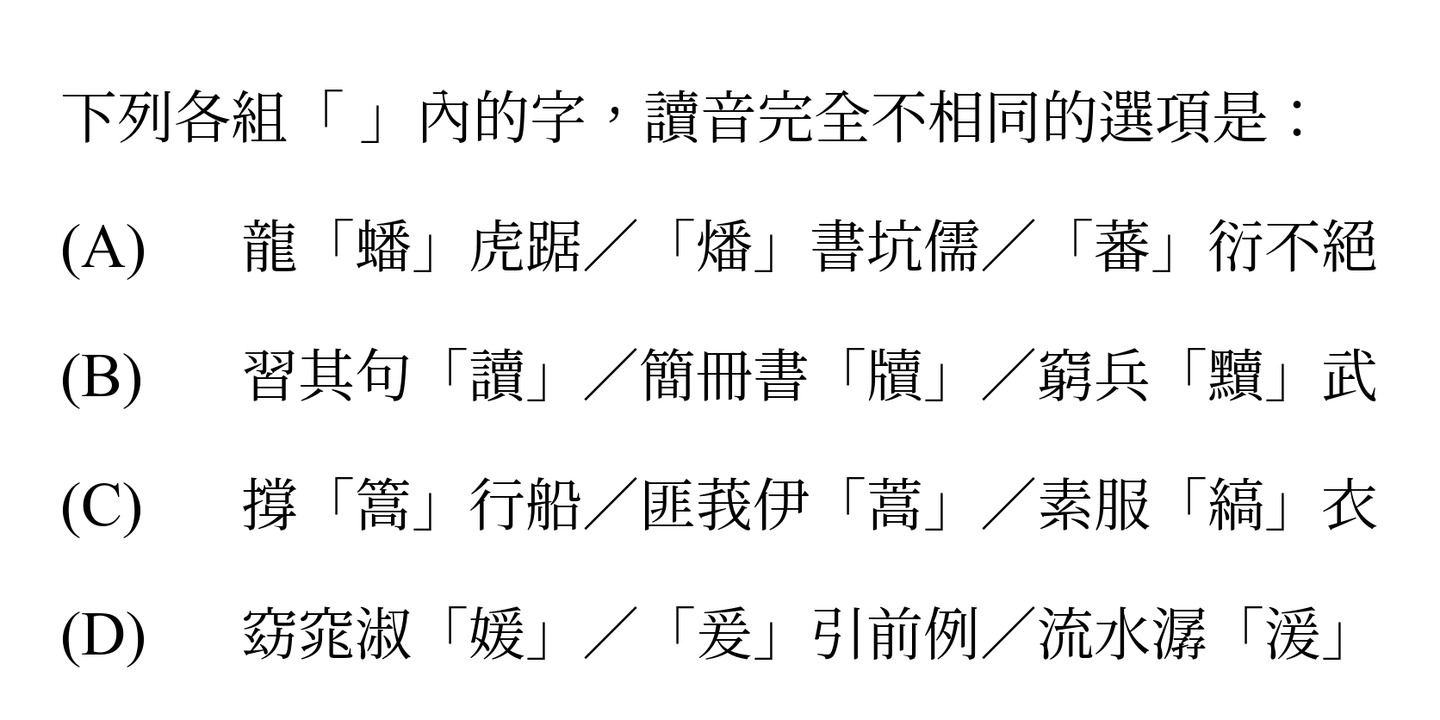 下列各組「 」內的字，讀音完全不相同的選項是：
(A) 龍「蟠」虎踞／「燔」書坑儒／「蕃」衍不絕
(B) 習其句「讀」／簡冊書「牘」／窮兵「黷」武
(C) 撐「篙」行船／匪莪伊「蒿」／素服「縞」衣
(D) 窈窕淑「媛」／「爰」引前例／流水潺「湲」